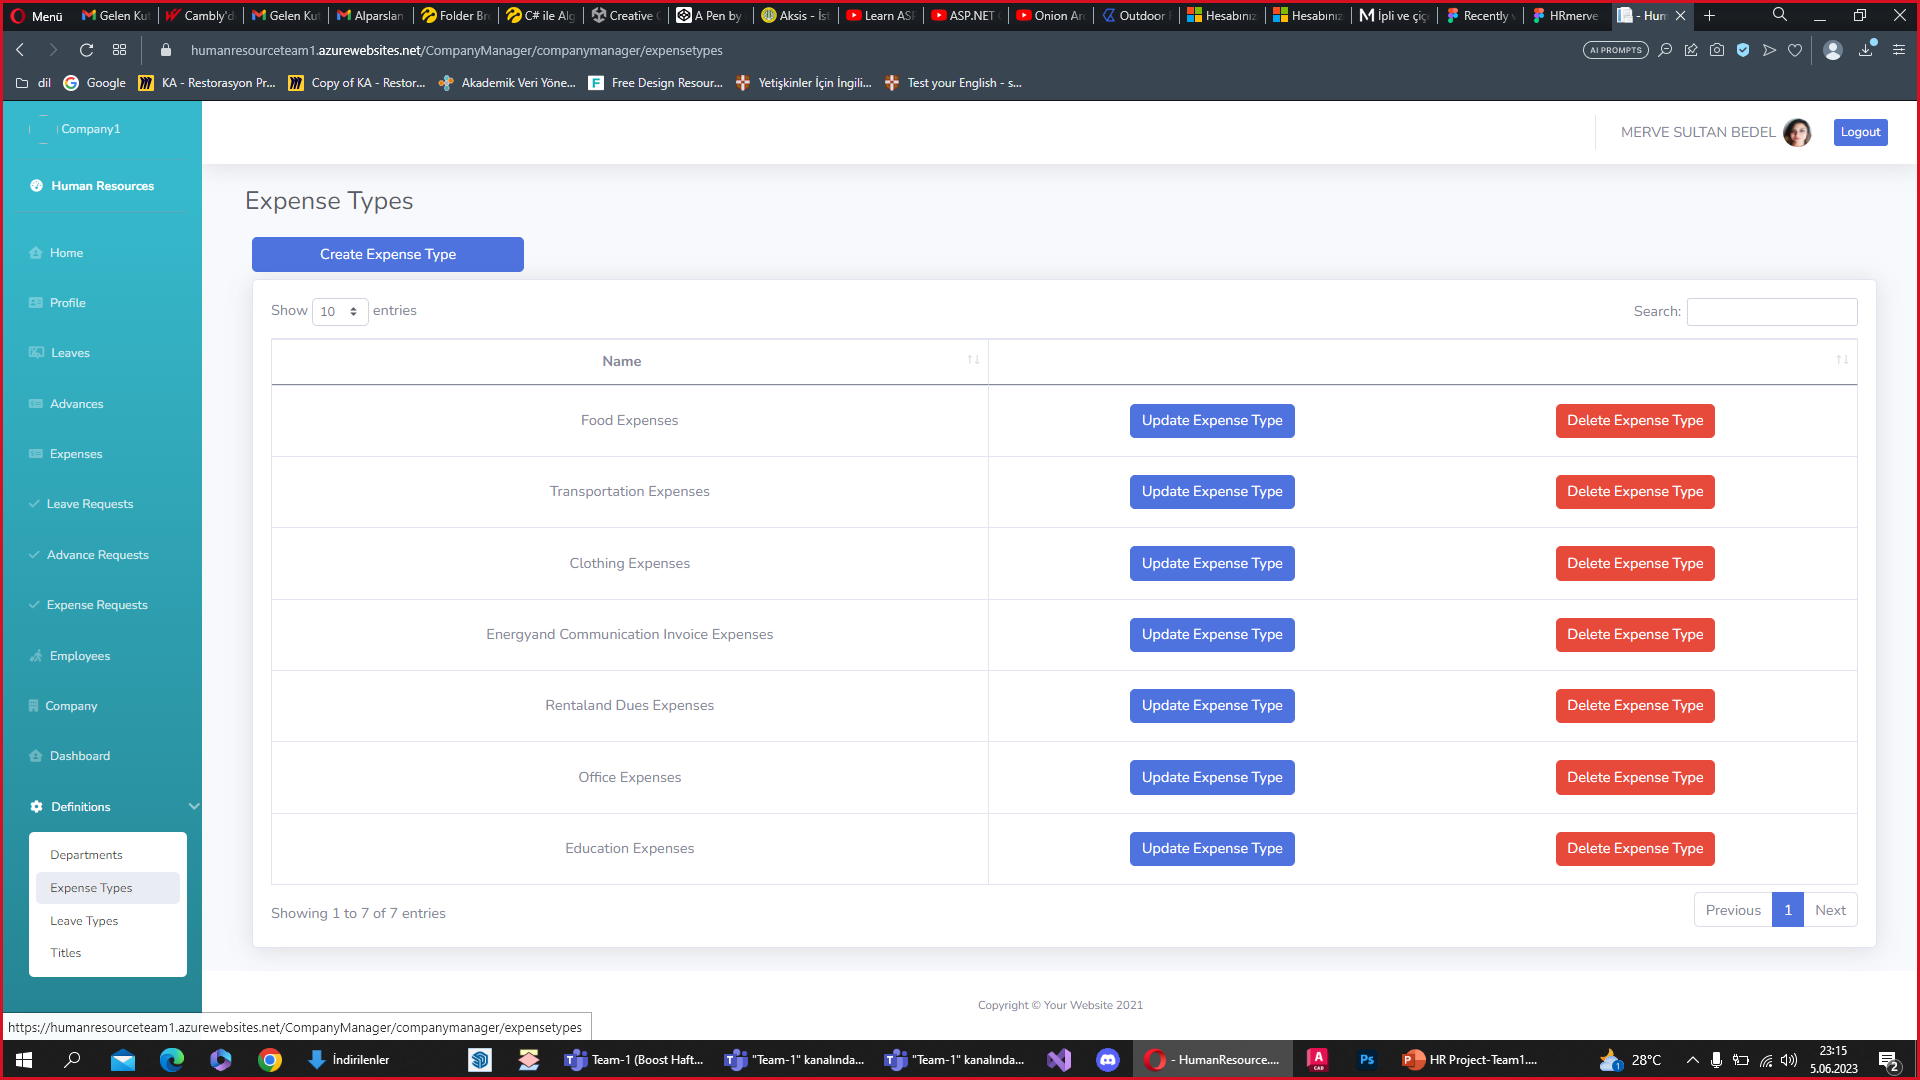 Menü Gelen Kut Cambly'd Gelen Kut Alparslan Folder Bre C# ile Alg Creative A Pen by Aksis - İst Learn ASP ASP.NET Onion Arc Outdoor Hesabınız Hesabınız İpli ve çiç Recently HRmerve - Hum
humanresourceteam1.azurewebsites.net/CompanyManager/companymanager/expensetypes AI PROMPTS
dil Google KA - Restorasyon Pr... Copy of KA - Restor... Akademik Veri Yöne... Free Design Resour... Yetişkinler İçin İngili... Test your English - s...
Company1
MERVE SULTAN BEDEL Logout
Human Resources
Home
Profile
Leaves
Advances
Expenses
Leave Requests
Advance Requests
Expense Requests
Employees
Company
Dashboard
Definitions
Departments
Expense Types
Leave Types
Titles
Expense Types
Create Expense Type
Show 10 entries Search:
Name
Food Expenses Update Expense Type Delete Expense Type
Transportation Expenses Update Expense Type Delete Expense Type
Clothing Expenses Update Expense Type Delete Expense Type
Energyand Communication Invoice Expenses Update Expense Type Delete Expense Type
Rentaland Dues Expenses Update Expense Type Delete Expense Type
Office Expenses Update Expense Type Delete Expense Type
Education Expenses Update Expense Type Delete Expense Type
Showing 1 to 7 of 7 entries Previous 1 Next
Copyright © Your Website 2021
https://humanresourceteam1.azurewebsites.net/CompanyManager/companymanager/expensetypes
İndirilenler Team-1 (Boost Haft... "Team-1" kanalında... "Team-1" kanalında... - HumanResource.... HR Project-Team1.... 28°C 23:15
5.06.2023 2